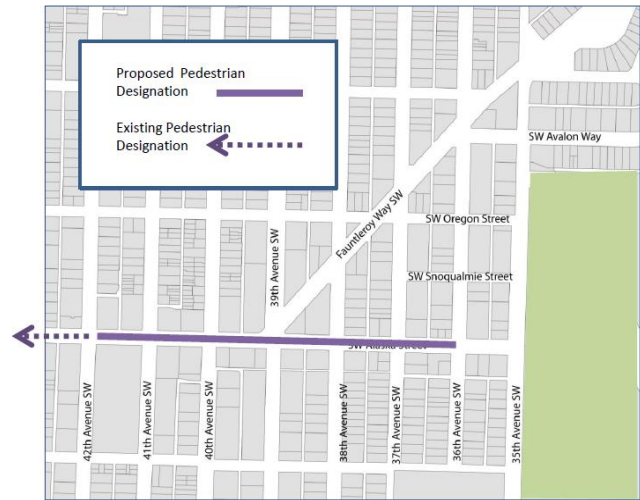 Proposed Pedestrian
Designation
Existing Pedestrian
Designation
SW Avalon Way
Fauntleroy Way SW
SW Oregon Street
39th Avenue SW
SW Snoqualmie Street
SW Alaska Street
42th Avenue SW
41th Avenue SW
40th Avenue SW
38th Avenue SW
37th Avenue SW
36th Avenue SW
35th Avenue SW